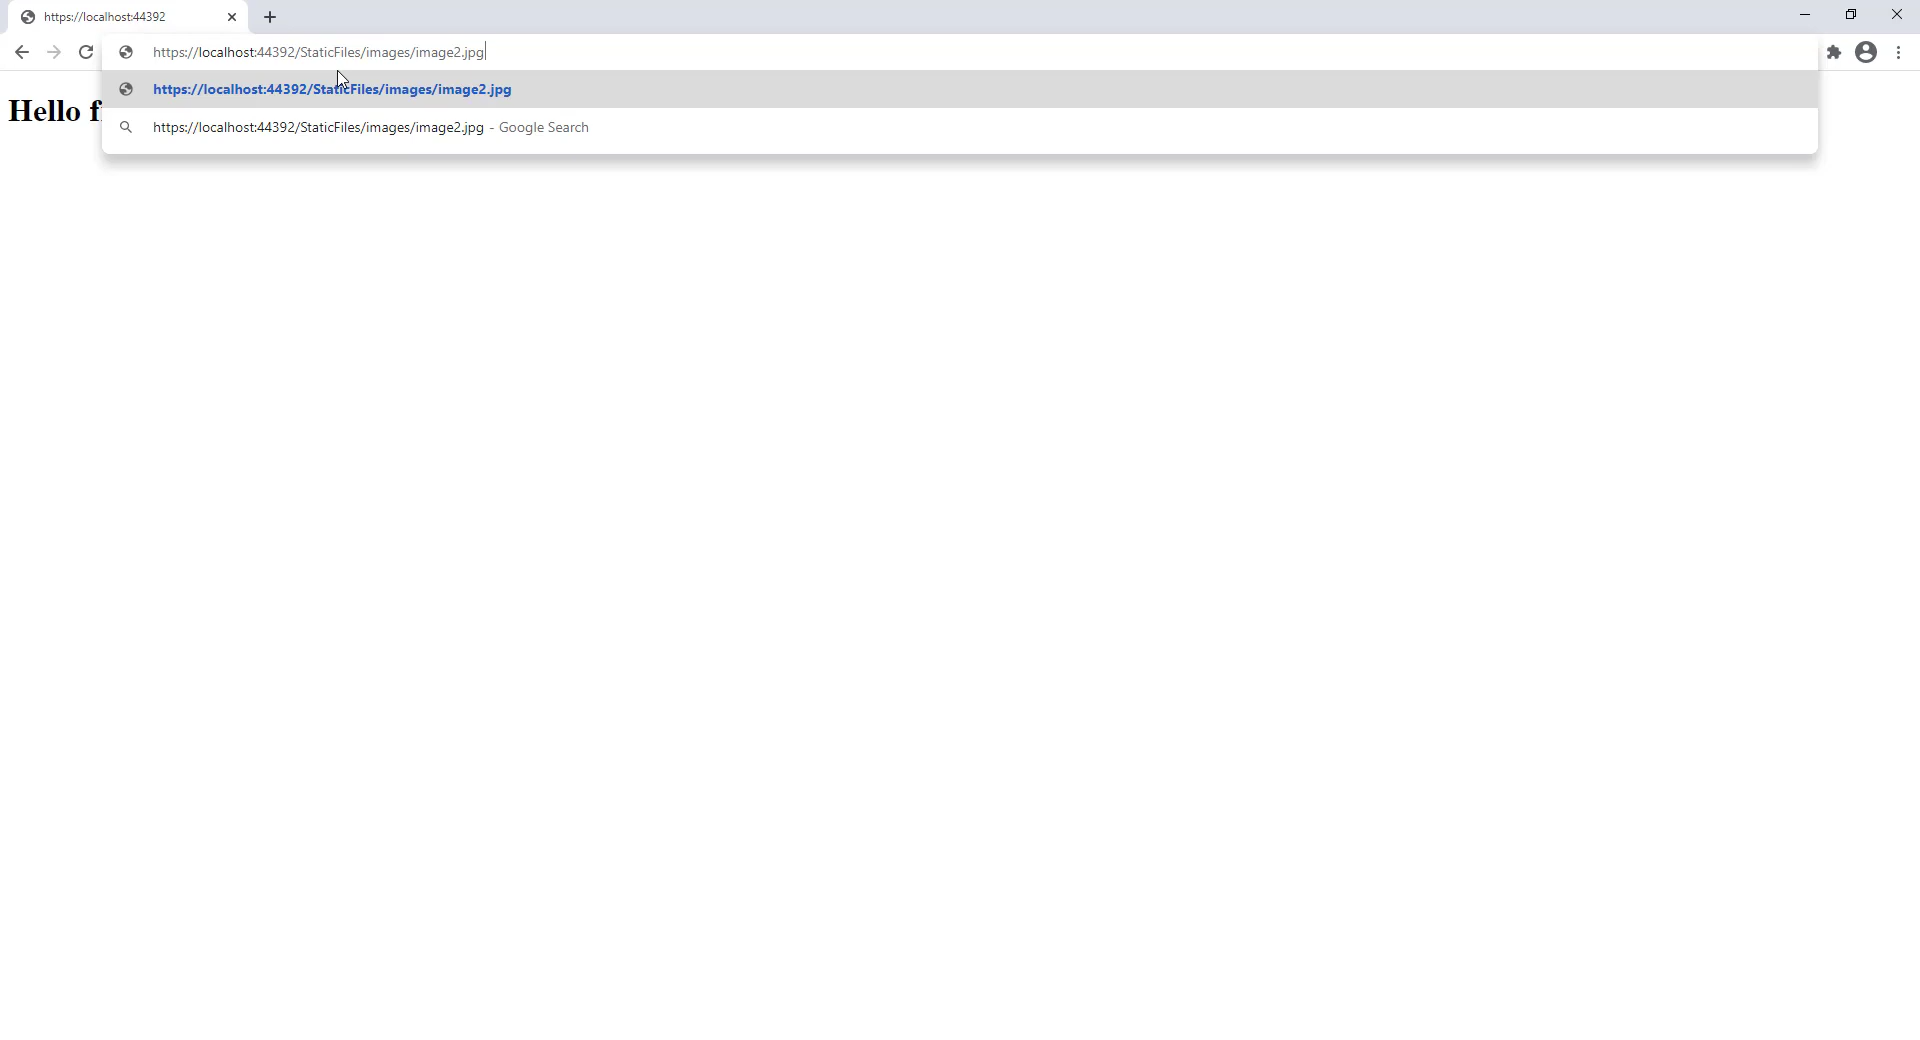 https://localhost:44392
https://localhost:44392/StaticFiles/images/image2.jpg
https://localhost:44392/StaticFiles/images/image2.jpg
https://localhost:44392/StaticFiles/images/image2.jpg - Google Search
Hello